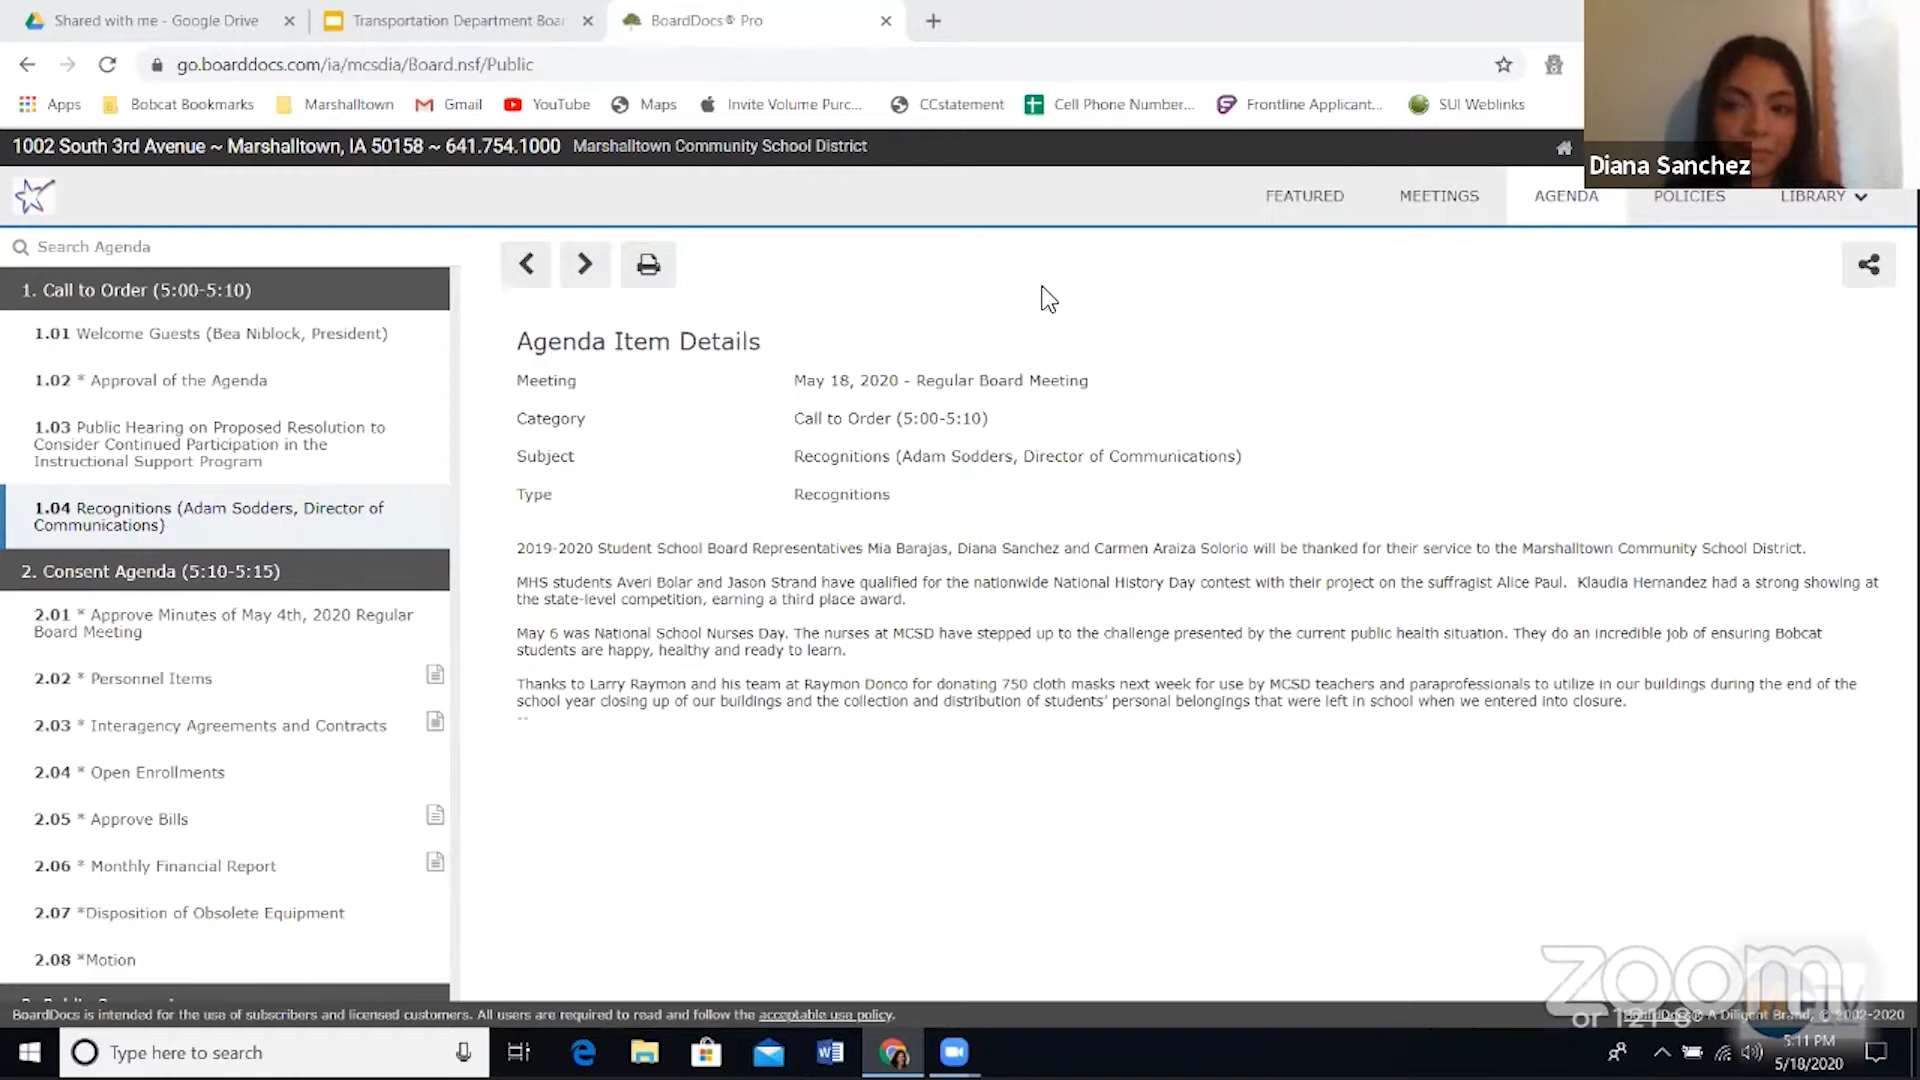 Shared with me - Google Drive
Transportation Department Boa
BoardDocs® Pro
go.boarddocs.com/ia/mcsdia/Board.nsf/Public
Apps Bobcat Bookmarks Marshalltown Gmail YouTube Maps Invite Volume Purc... CCstatement Cell Phone Number... Frontline Applicant... SUI Weblinks
1002 South 3rd Avenue ~ Marshalltown, IA 50158 ~ 641.754.1000 Marshalltown Community School District
Diana Sanchez
FEATURED MEETINGS AGENDA POLICIES LIBRARY
Search Agenda
1. Call to Order (5:00-5:10)
1.01 Welcome Guests (Bea Niblock, President)
1.02 * Approval of the Agenda
1.03 Public Hearing on Proposed Resolution to
Consider Continued Participation in the
Instructional Support Program
1.04 Recognitions (Adam Sodders, Director of
Communications)
2. Consent Agenda (5:10-5:15)
2.01 * Approve Minutes of May 4th, 2020 Regular
Board Meeting
2.02 * Personnel Items
2.03 * Interagency Agreements and Contracts
2.04 * Open Enrollments
2.05 * Approve Bills
2.06 * Monthly Financial Report
2.07 *Disposition of Obsolete Equipment
2.08 *Motion
Agenda Item Details
Meeting May 18, 2020 - Regular Board Meeting
Category Call to Order (5:00-5:10)
Subject Recognitions (Adam Sodders, Director of Communications)
Type Recognitions
2019-2020 Student School Board Representatives Mia Barajas, Diana Sanchez and Carmen Araiza Solorio will be thanked for their service to the Marshalltown Community School District.
MHS students Averi Bolar and Jason Strand have qualified for the nationwide National History Day contest with their project on the suffragist Alice Paul. Klaudia Hernandez had a strong showing at
the state-level competition, earning a third place award.
May 6 was National School Nurses Day. The nurses at MCSD have stepped up to the challenge presented by the current public health situation. They do an incredible job of ensuring Bobcat
students are happy, healthy and ready to learn.
Thanks to Larry Raymon and his team at Raymon Donco for donating 750 cloth masks next week for use by MCSD teachers and paraprofessionals to utilize in our buildings during the end of the
school year closing up of our buildings and the collection and distribution of students' personal belongings that were left in school when we entered into closure.
--
zoom
BoardDocs is intended for the use of subscribers and licensed customers. All users are required to read and follow the acceptable use policy.
BoardDocs® A Diligent Brand, © 2002-2020
Type here to search
5:11 PM
5/18/2020